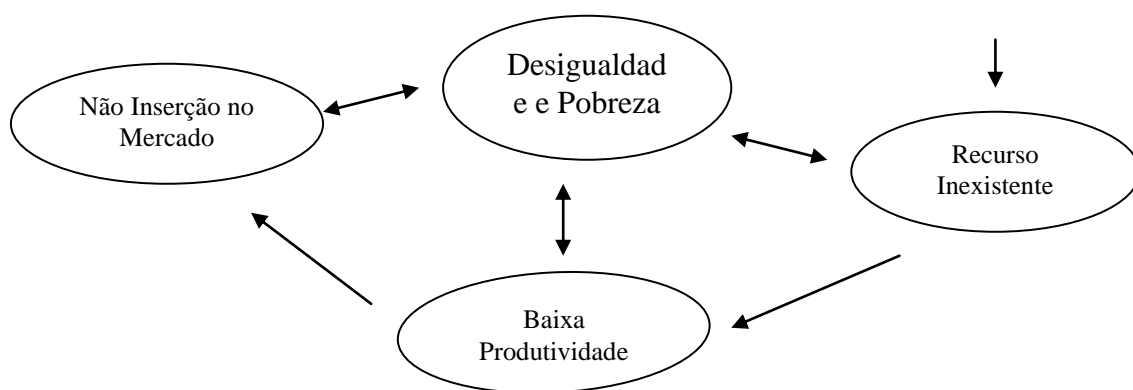 Desigualdad
e e Pobreza
Não Inserção no
Mercado
Recurso
Inexistente
Baixa
Produtividade